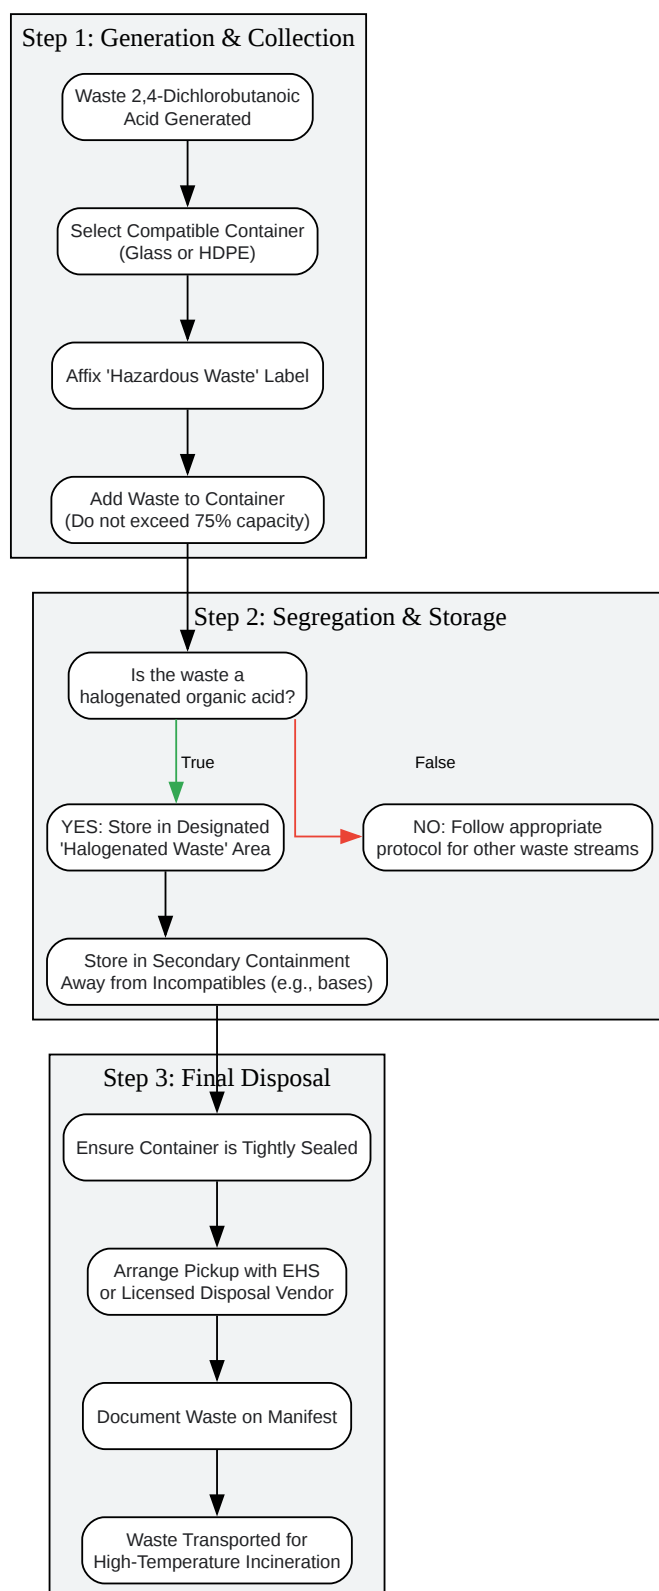 Step 1: Generation & Collection
Waste 2,4-Dichlorobutanoic
Acid Generated
Select Compatible Container
(Glass or HDPE)
Affix 'Hazardous Waste' Label
Add Waste to Container
(Do not exceed 75% capacity)
Step 2: Segregation & Storage
Is the waste a
halogenated organic acid?
True
False
YES: Store in Designated
'Halogenated Waste' Area
NO: Follow appropriate
protocol for other waste streams
Store in Secondary Containment
Away from Incompatibles (e.g., bases)
Step 3: Final Disposal
Ensure Container is Tightly Sealed
Arrange Pickup with EHS
or Licensed Disposal Vendor
Document Waste on Manifest
Waste Transported for
High-Temperature Incineration